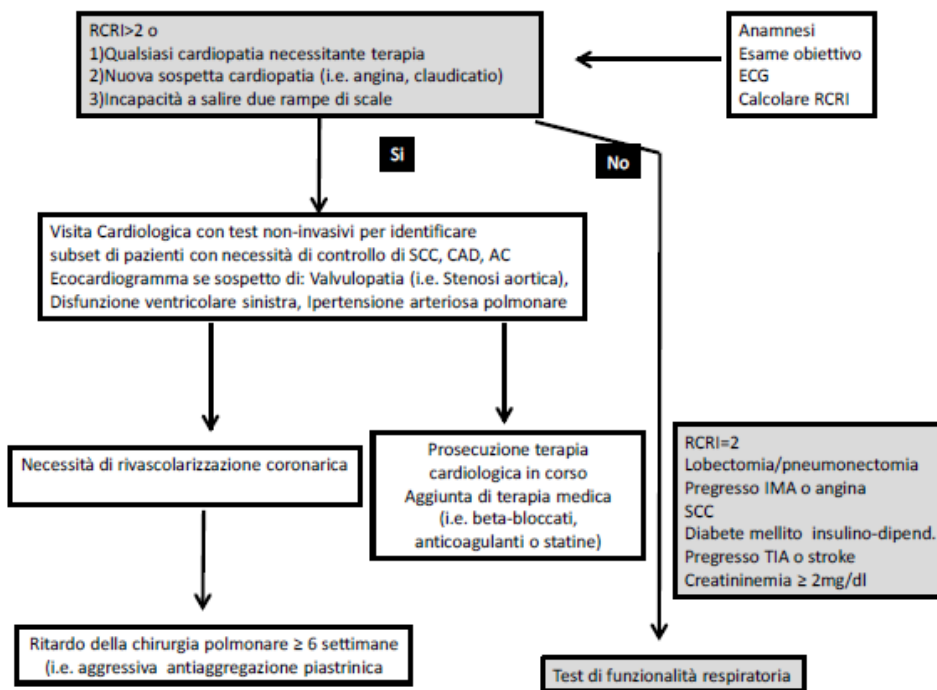 RCRI>2 o
1)Qualsiasi cardiopatia necessitante terapia
2)Nuova sospetta cardiopatia (i.e. angina, claudicatio)
3)Incapacità a salire due rampe di scale
Anamnesi
Esame obiettivo
ECG
Calcolare RCRI
Si
No
Visita Cardiologica con test non-invasivi per identificare
subset di pazienti con necessità di controllo di SCC, CAD, AC
Ecocardiogramma se sospetto di: Valvulopatia (i.e. Stenosi aortica),
Disfunzione ventricolare sinistra, Ipertensione arteriosa polmonare
Necessità di rivascolarizzazione coronarica
Prosecuzione terapia
cardiologica in corso
Aggiunta di terapia medica
(i.e. beta-bloccati,
anticoagulanti o statine)
RCRI=2
Lobectomia/pneumonectomia
Pregresso IMA o angina
SCC
Diabete mellito insulino-dipend.
Pregresso TIA o stroke
Creatininemia ≥ 2mg/dl
Ritardo della chirurgia polmonare ≥ 6 settimane
(i.e. aggressiva antiaggregazione piastrinica
Test di funzionalità respiratoria